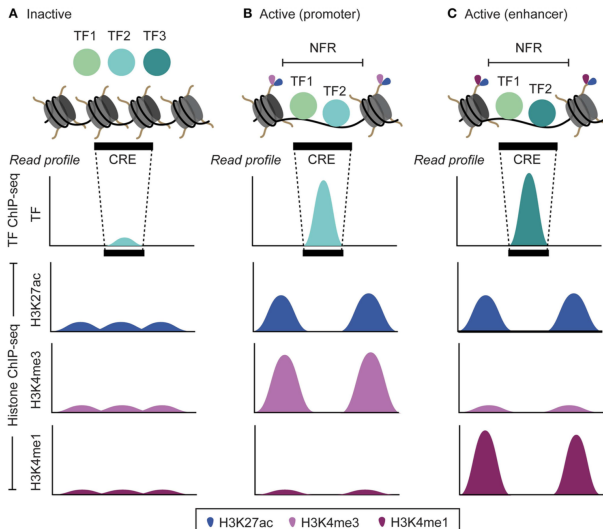 A Inactive
TF1 TF2 TF3
Read profile CRE
TF ChIP-seq
TF
Histone ChIP-seq
H3K27ac
H3K4me3
H3K4me1
B Active (promoter)
NFR
TF1
TF2
Read profile CRE
C Active (enhancer)
NFR
TF1
TF2
Read profile CRE
H3K27ac H3K4me3 H3K4me1